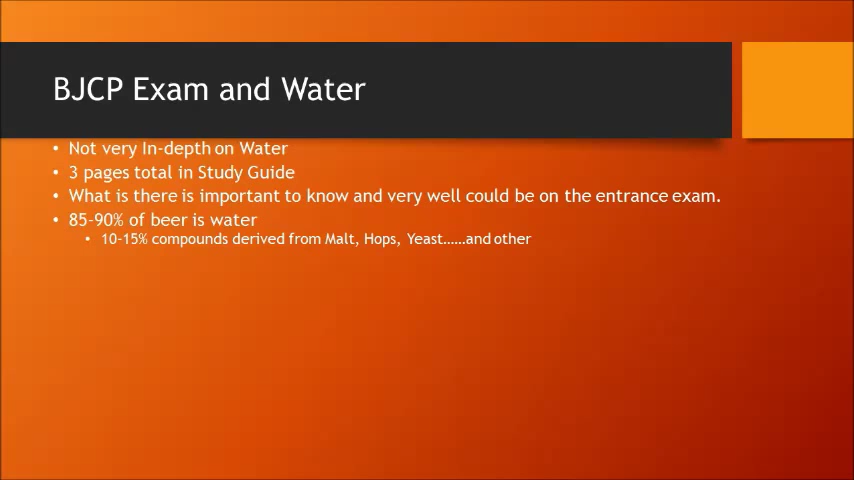 BJCP Exam and Water
• Not very In-depth on Water
• 3 pages total in Study Guide
• What is there is important to know and very well could be on the entrance exam.
• 85-90% of beer is water
• 10-15% compounds derived from Malt, Hops, Yeast……and other